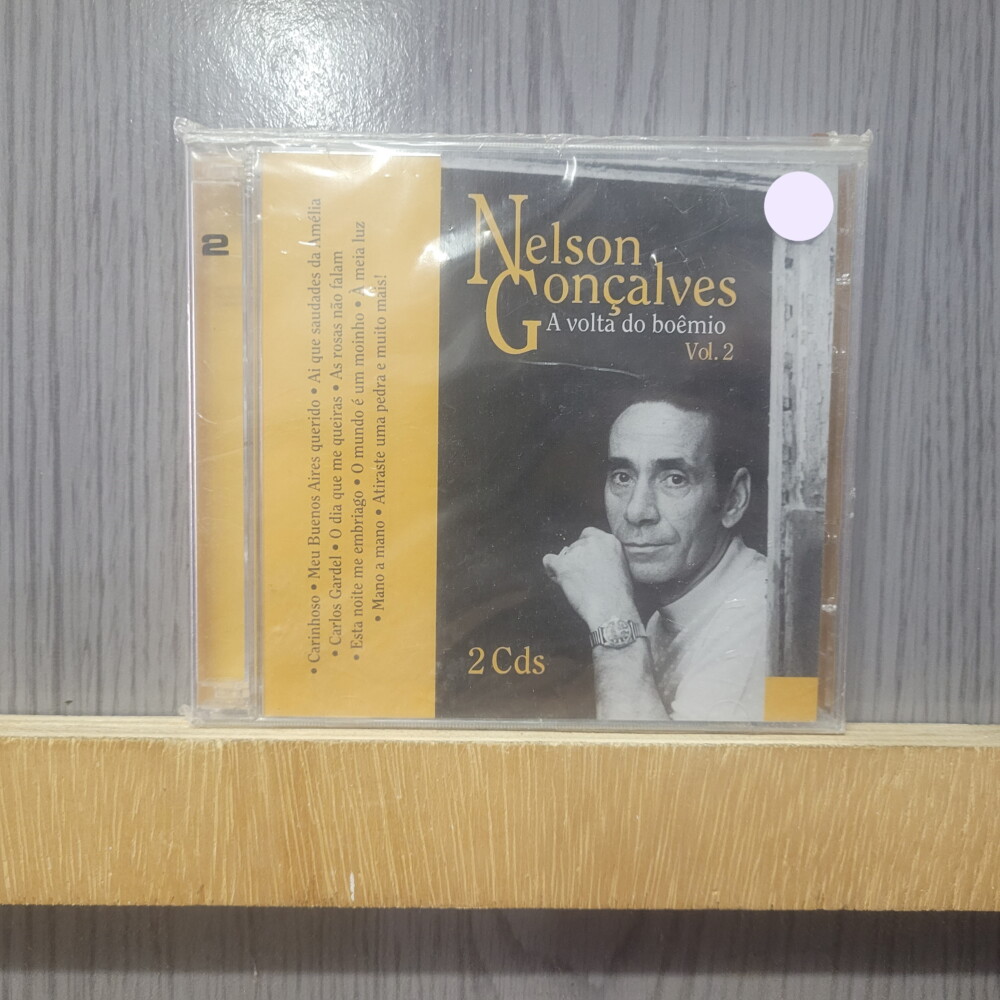 2
• Carinhoso • Meu Buenos Aires querido • Ai que saudades da Amélia
• Carlos Gardel • O dia que me queiras • As rosas não falam
• Esta noite me embriago • O mundo é um moinho • À meia luz
• Mano a mano • Atiraste uma pedra e muito mais!
Nelson
Gonçalves
A volta do boêmio
Vol. 2
2 Cds